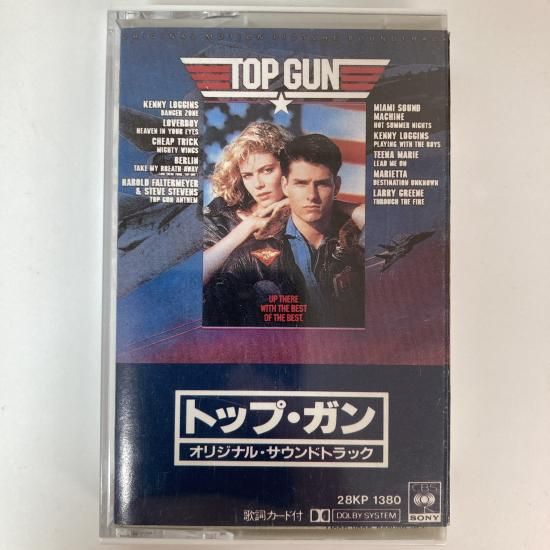 ORIGINAL MOTION PICTURE SOUNDTRACK
TOP GUN
KENNY LOGGINS
DANGER ZONE
LOVERBOY
HEAVEN IN YOUR EYES
CHEAP TRICK
MIGHTY WINGS
BERLIN
TAKE MY BREATH AWAY
HAROLD FALTERMEYER
& STEVE STEVENS
TOP GUN ANTHEM
MIAMI SOUND
MACHINE
HOT SUMMER NIGHTS
KENNY LOGGINS
PLAYING WITH THE BOYS
TEENA MARIE
LEAD ME ON
MARIETTA
DESTINATION UNKNOWN
LARRY GREENE
THROUGH THE FIRE
UP THERE
WITH THE BEST
OF THE BEST.
トップ・ガン
オリジナル・サウンドトラック
28KP 1380
歌詞カード付 DOLBY SYSTEM
CBS
SONY